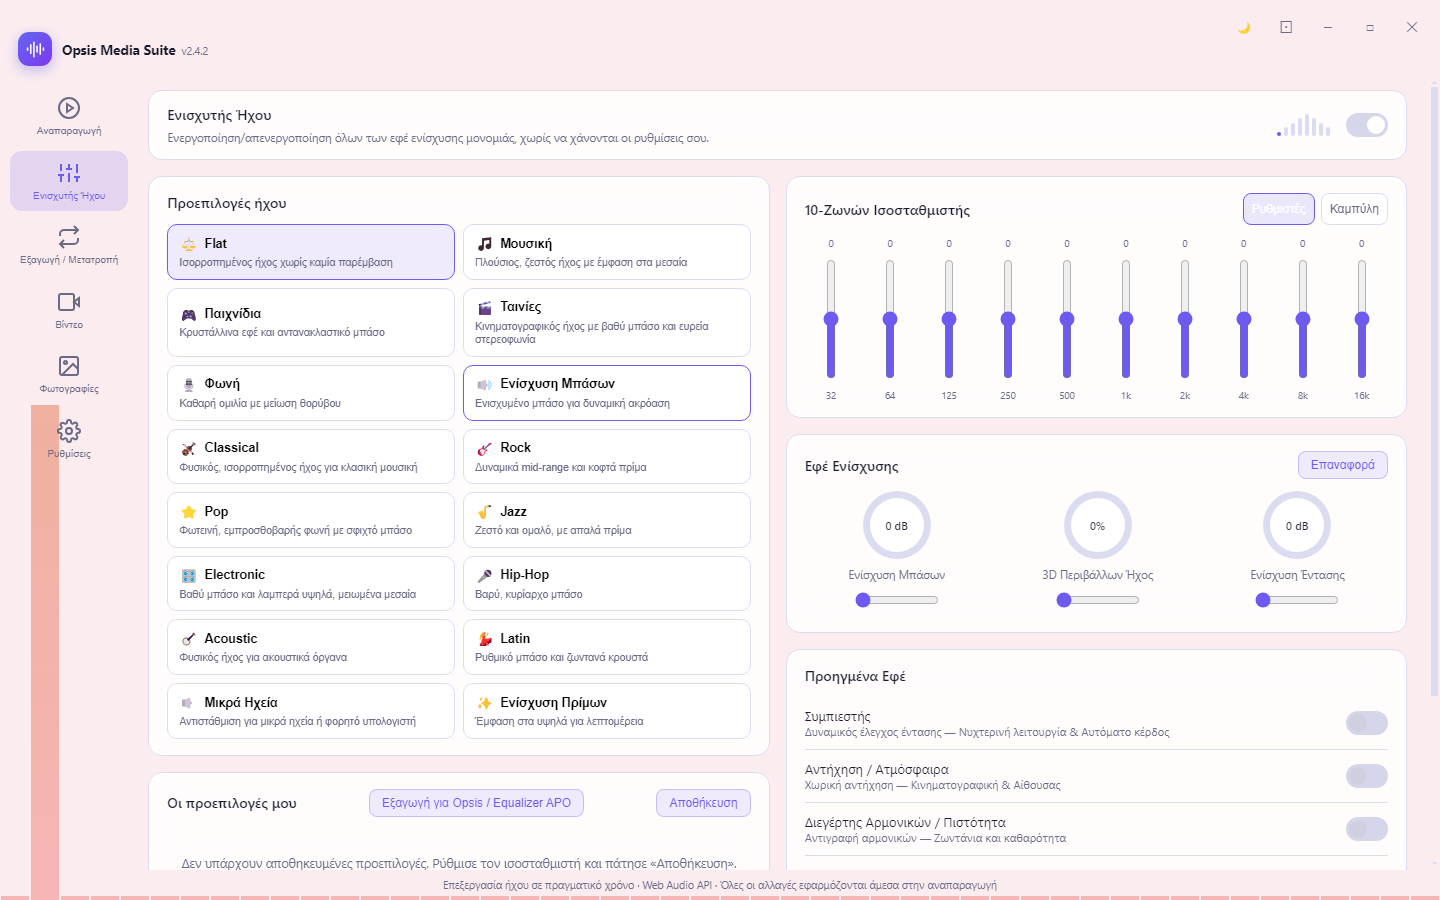 Opsis Media Suite v2.4.2
Αναπαραγωγή
Ενισχυτής Ήχου
Εξαγωγή / Μετατροπή
Βίντεο
Φωτογραφίες
Ρυθμίσεις
Ενισχυτής Ήχου
Ενεργοποίηση/απενεργοποίηση όλων των εφέ ενίσχυσης μονομιάς, χωρίς να χάνονται οι ρυθμίσεις σου.
Προεπιλογές ήχου
Flat
Ισορροπημένος ήχος χωρίς καμία παρέμβαση
Μουσική
Πλούσιος, ζεστός ήχος με έμφαση στα μεσαία
Παιχνίδια
Κρυστάλλινα εφέ και αντανακλαστικό μπάσο
Ταινίες
Κινηματογραφικός ήχος με βαθύ μπάσο και ευρεία
στερεοφωνία
Φωνή
Καθαρή ομιλία με μείωση θορύβου
Ενίσχυση Μπάσων
Ενισχυμένο μπάσο για δυναμική ακρόαση
Classical
Φυσικός, ισορροπημένος ήχος για κλασική μουσική
Rock
Δυναμικά mid-range και κοφτά πρίμα
Pop
Φωτεινή, εμπροσθοβαρής φωνή με σφιχτό μπάσο
Jazz
Ζεστό και ομαλό, με απαλά πρίμα
Electronic
Βαθύ μπάσο και λαμπερά υψηλά, μειωμένα μεσαία
Hip-Hop
Βαρύ, κυρίαρχο μπάσο
Acoustic
Φυσικός ήχος για ακουστικά όργανα
Latin
Ρυθμικό μπάσο και ζωντανά κρουστά
Μικρά Ηχεία
Αντιστάθμιση για μικρά ηχεία ή φορητό υπολογιστή
Ενίσχυση Πρίμων
Έμφαση στα υψηλά για λεπτομέρεια
Οι προεπιλογές μου
Εξαγωγή για Opsis / Equalizer APO
Αποθήκευση
Δεν υπάρχουν αποθηκευμένες προεπιλογές. Ρύθμισε τον ισοσταθμιστή και πάτησε «Αποθήκευση».
10-Ζωνών Ισοσταθμιστής
Ρυθμιστές
Καμπύλη
0 0 0 0 0 0 0 0 0 0
32 64 125 250 500 1k 2k 4k 8k 16k
Εφέ Ενίσχυσης
Επαναφορά
0 dB 0% 0 dB
Ενίσχυση Μπάσων 3D Περιβάλλων Ήχος Ενίσχυση Έντασης
Προηγμένα Εφέ
Συμπιεστής
Δυναμικός έλεγχος έντασης — Νυχτερινή λειτουργία & Αυτόματο κέρδος
Αντήχηση / Ατμόσφαιρα
Χωρική αντήχηση — Κινηματογραφική & Αίθουσας
Διεγέρτης Αρμονικών / Πιστότητα
Αντιγραφή αρμονικών — Ζωντάνια και καθαρότητα
Επεξεργασία ήχου σε πραγματικό χρόνο · Web Audio API · Όλες οι αλλαγές εφαρμόζονται άμεσα στην αναπαραγωγή